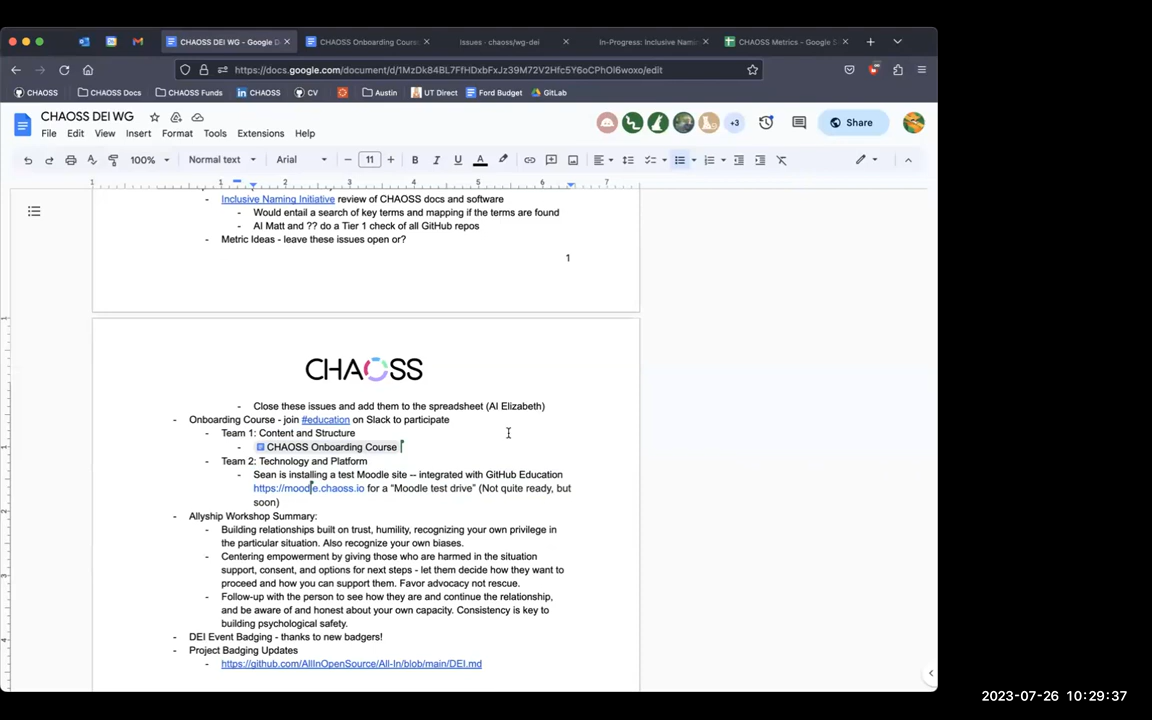 CHAOSS DEI WG - Google D
CHAOSS Onboarding Course
Issues · chaoss/wg-dei
In-Progress: Inclusive Namin
CHAOSS Metrics - Google S
https://docs.google.com/document/d/1MzDk84BL7FfHDxbFxJz39M72V2Hfc5Y6oCPhOl6woxo/edit
CHAOSS
CHAOSS Docs
CHAOSS Funds
CHAOSS
CV
Austin
UT Direct
Ford Budget
GitLab
CHAOSS DEI WG
File Edit View Insert Format Tools Extensions Help
+3
Share
100%
Normal text
Arial
11
1 1 2 3 4 5 6 7
- Inclusive Naming Initiative review of CHAOSS docs and software
- Would entail a search of key terms and mapping if the terms are found
- AI Matt and ?? do a Tier 1 check of all GitHub repos
- Metric Ideas - leave these issues open or?
1
CHAOSS
- Close these issues and add them to the spreadsheet (AI Elizabeth)
- Onboarding Course - join #education on Slack to participate
- Team 1: Content and Structure
- CHAOSS Onboarding Course
- Team 2: Technology and Platform
- Sean is installing a test Moodle site -- integrated with GitHub Education
https://moodle.chaoss.io for a “Moodle test drive” (Not quite ready, but
soon)
- Allyship Workshop Summary:
- Building relationships built on trust, humility, recognizing your own privilege in
the particular situation. Also recognize your own biases.
- Centering empowerment by giving those who are harmed in the situation
support, consent, and options for next steps - let them decide how they want to
proceed and how you can support them. Favor advocacy not rescue.
- Follow-up with the person to see how they are and continue the relationship,
and be aware of and honest about your own capacity. Consistency is key to
building psychological safety.
- DEI Event Badging - thanks to new badgers!
- Project Badging Updates
- https://github.com/AllInOpenSource/All-In/blob/main/DEI.md
2023-07-26 10:29:37